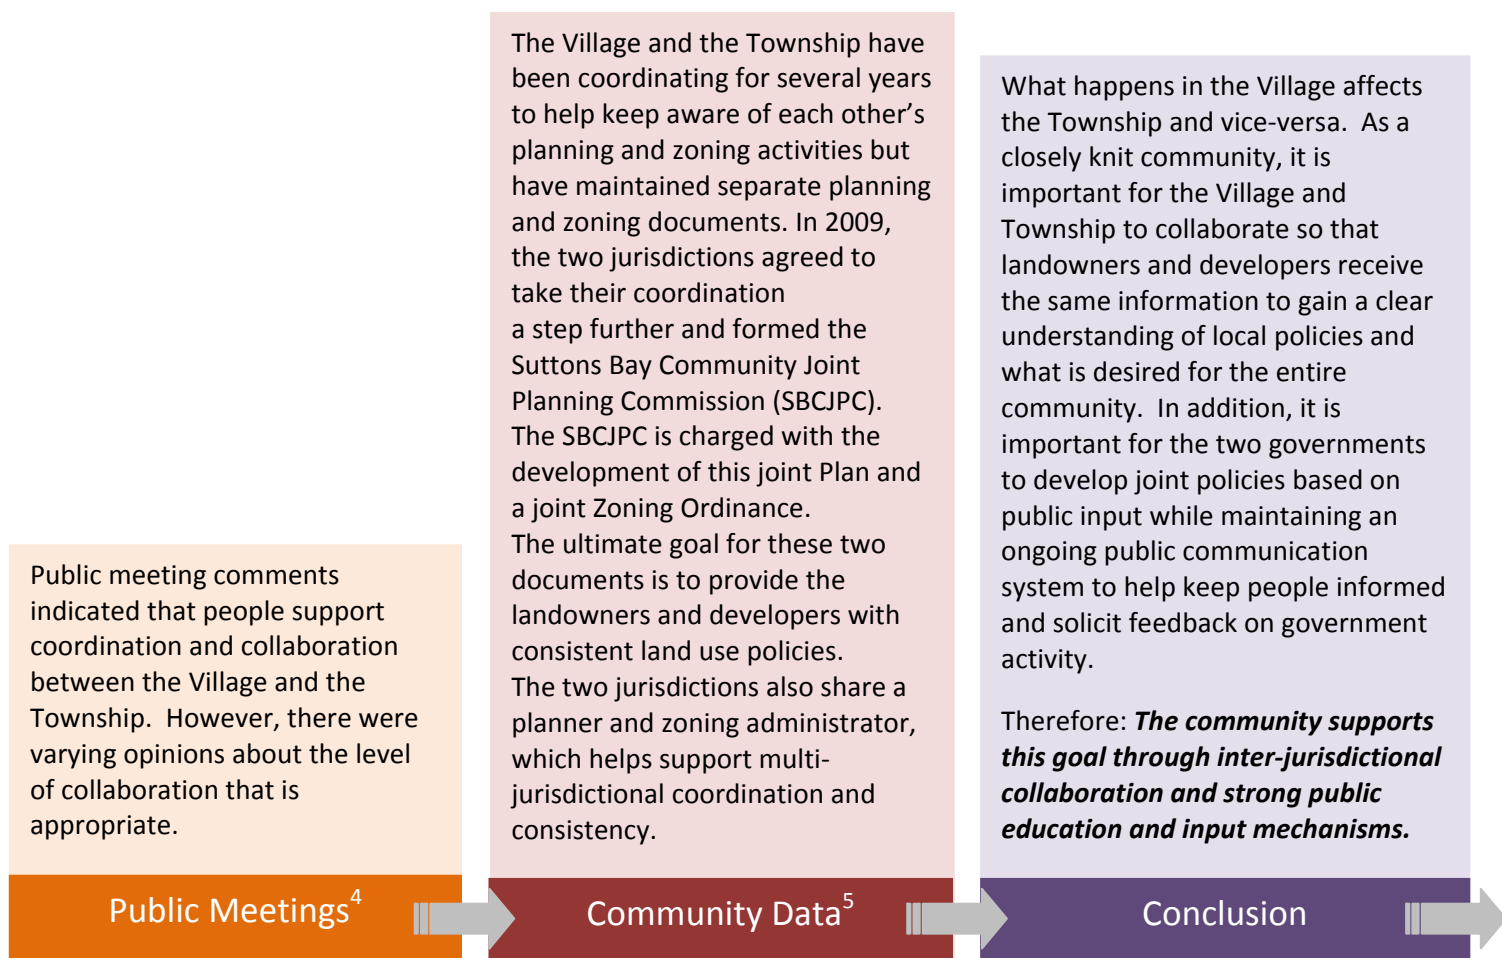 Public meeting comments
indicated that people support
coordination and collaboration
between the Village and the
Township.  However, there were
varying opinions about the level
of collaboration that is
appropriate.
Public Meetings4
The Village and the Township have
been coordinating for several years
to help keep aware of each other’s
planning and zoning activities but
have maintained separate planning
and zoning documents. In 2009,
the two jurisdictions agreed to
take their coordination
a step further and formed the
Suttons Bay Community Joint
Planning Commission (SBCJPC).
The SBCJPC is charged with the
development of this joint Plan and
a joint Zoning Ordinance.
The ultimate goal for these two
documents is to provide the
landowners and developers with
consistent land use policies.
The two jurisdictions also share a
planner and zoning administrator,
which helps support multi-
jurisdictional coordination and
consistency.
Community Data5
What happens in the Village affects
the Township and vice-versa.  As a
closely knit community, it is
important for the Village and
Township to collaborate so that
landowners and developers receive
the same information to gain a clear
understanding of local policies and
what is desired for the entire
community.  In addition, it is
important for the two governments
to develop joint policies based on
public input while maintaining an
ongoing public communication
system to help keep people informed
and solicit feedback on government
activity.
Therefore: The community supports
this goal through inter-jurisdictional
collaboration and strong public
education and input mechanisms.
Conclusion